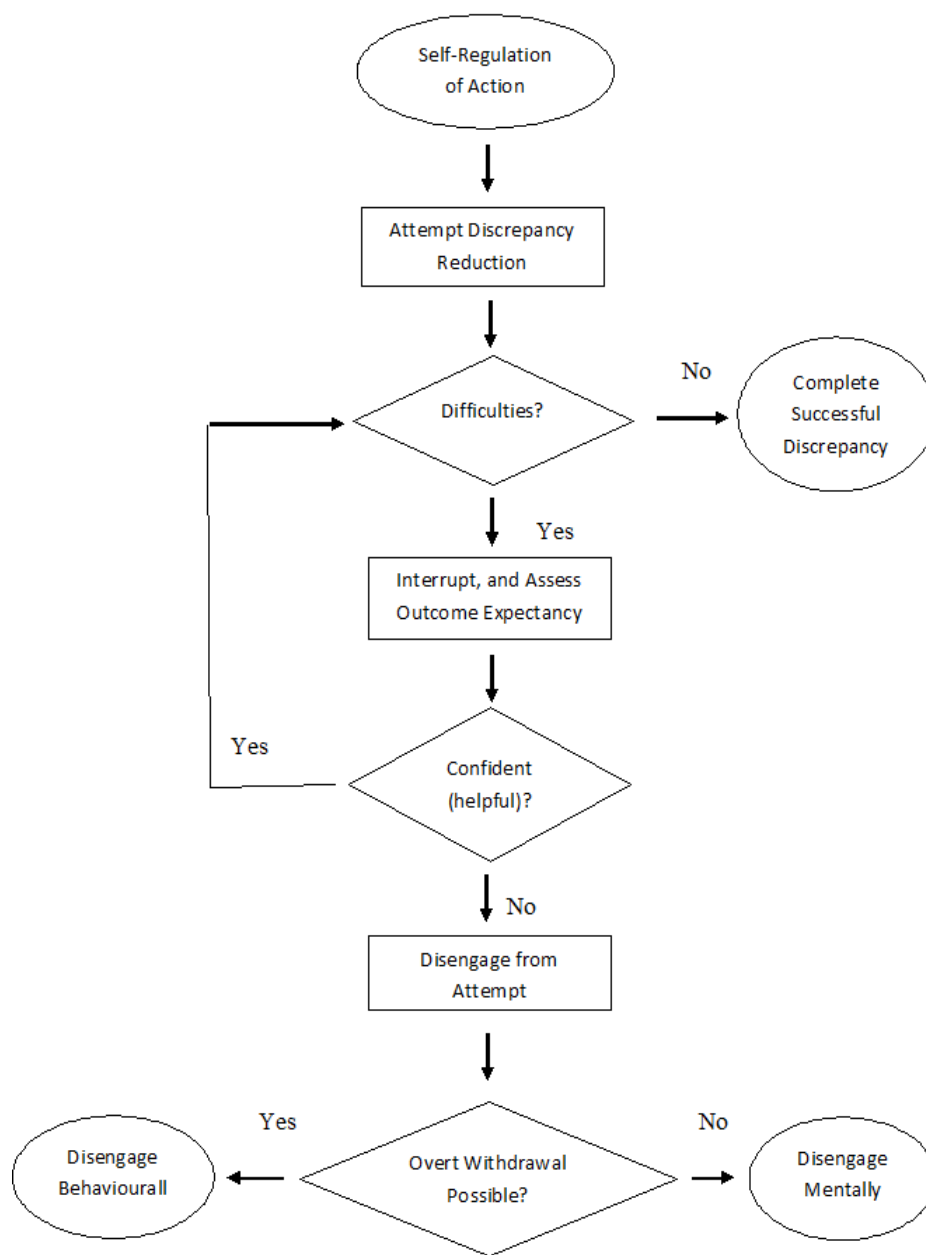 Self-Regulation
of Action
Attempt Discrepancy
Reduction
Difficulties?
No
Complete
Successful
Discrepancy
Yes
Interrupt, and Assess
Outcome Expectancy
Confident
(helpful)?
Yes
No
Disengage from
Attempt
Overt Withdrawal
Possible?
Yes
Disengage
Behaviourall
No
Disengage
Mentally